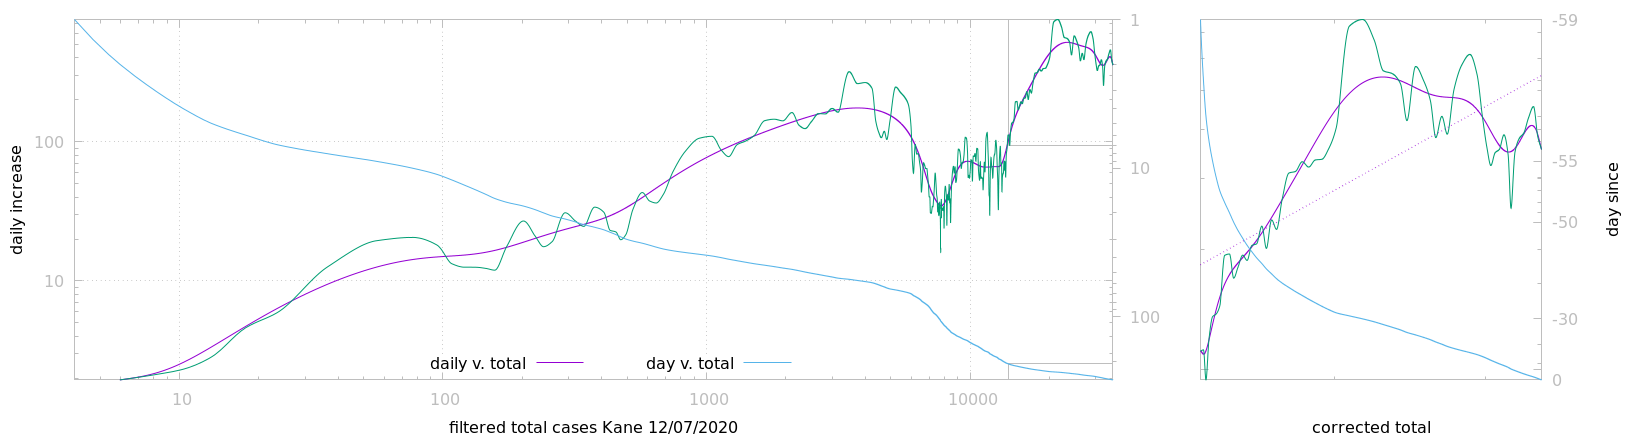 daily increase
100
10
10
100
1000
10000
1
10
100
daily v. total
day v. total
filtered total cases Kane 12/07/2020
-59
-55
-50
-30
0
day since
corrected total